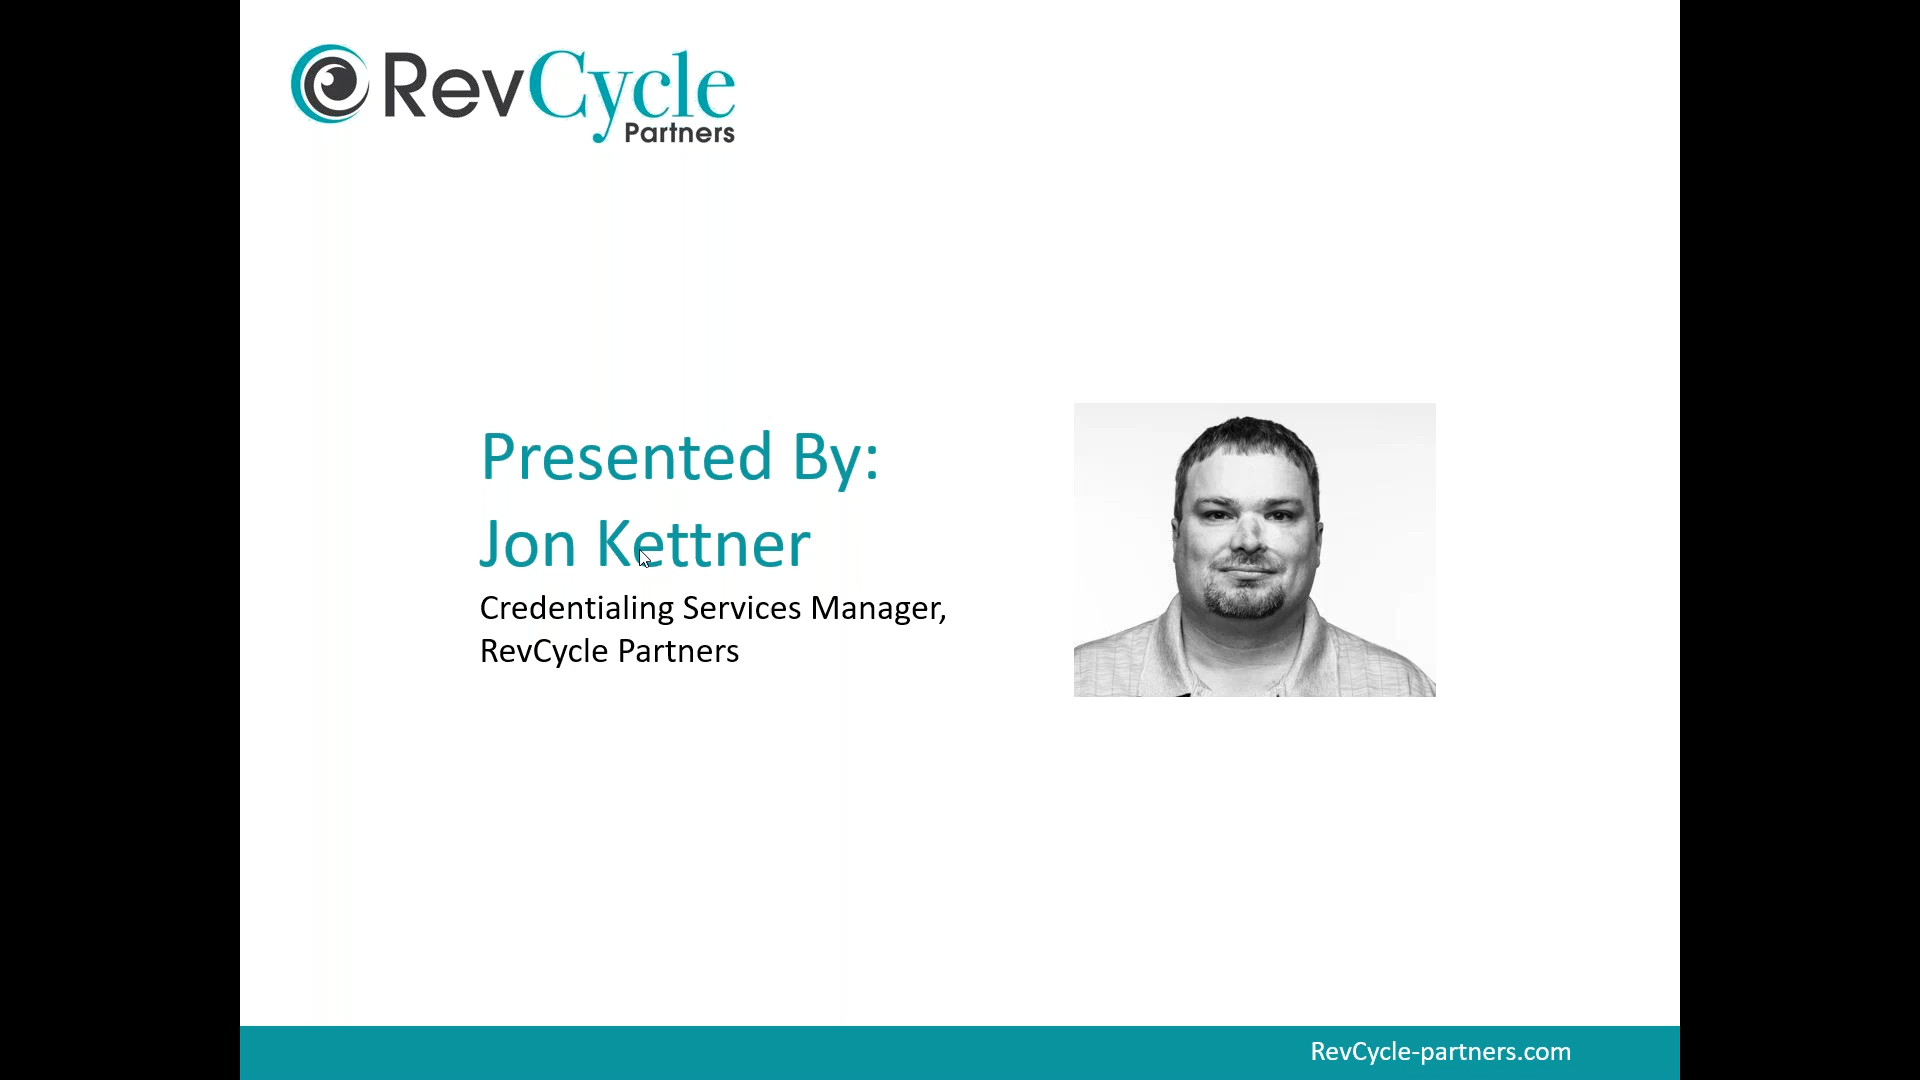 RevCycle
Partners
Presented By:
Jon Kettner
Credentialing Services Manager,
RevCycle Partners
RevCycle-partners.com